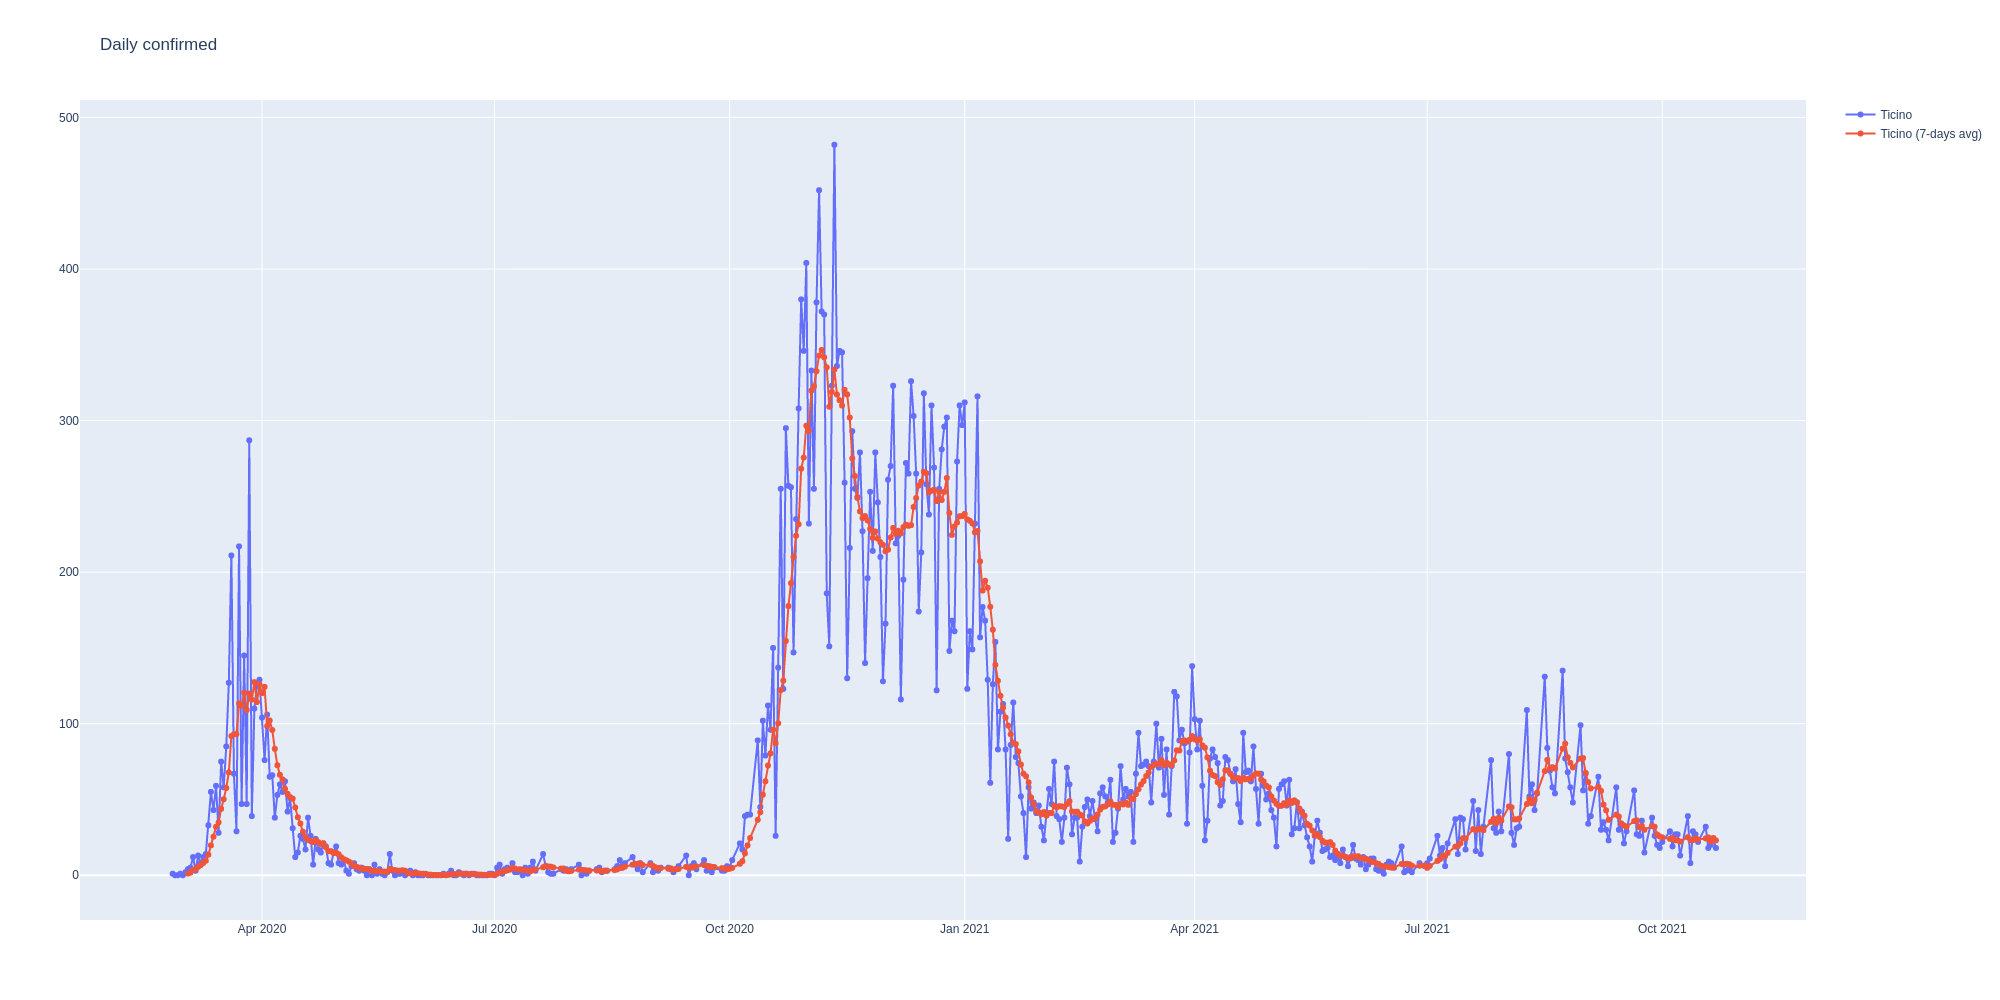 Daily confirmed
Ticino
Ticino (7-days avg)
500
400
300
200
100
0
Apr 2020
Jul 2020
Oct 2020
Jan 2021
Apr 2021
Jul 2021
Oct 2021